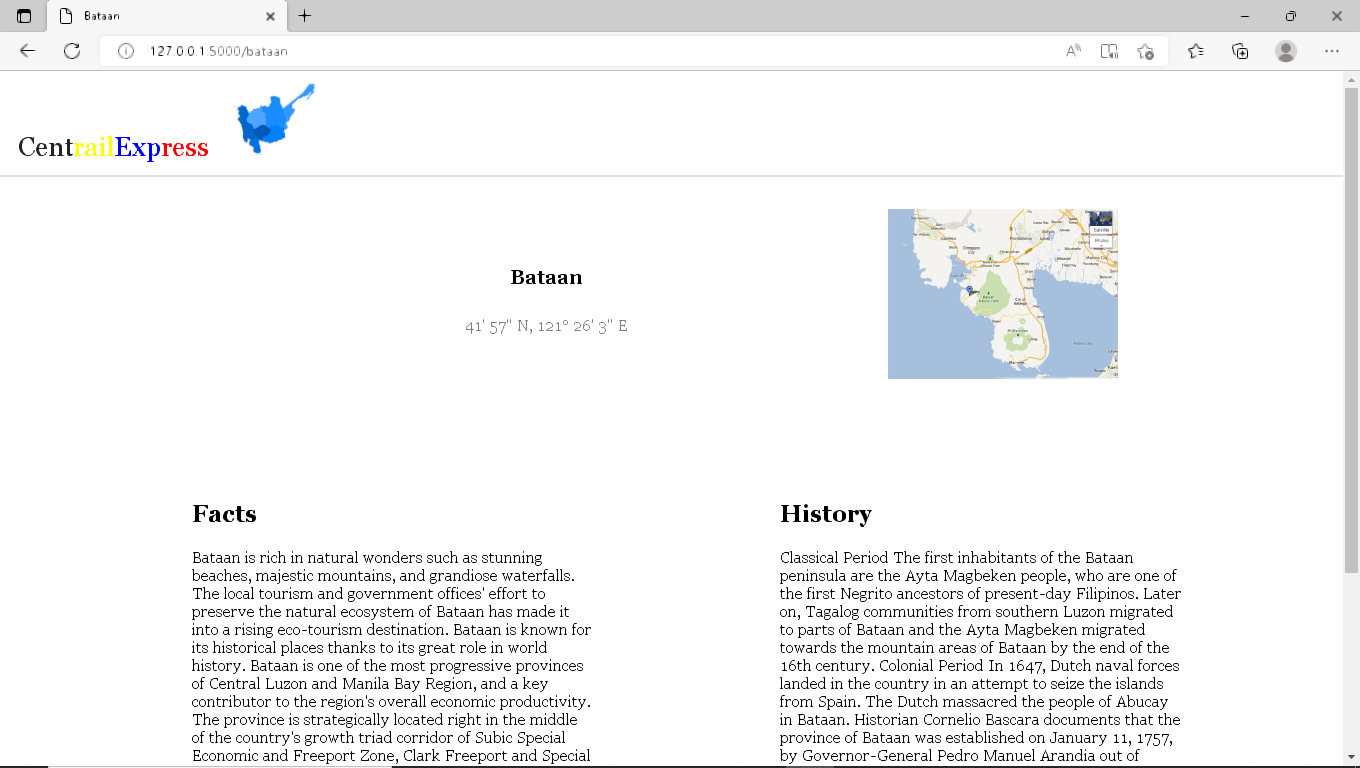 Bataan
127.0.0.1:5000/bataan
CentrailExpress
Bataan
41' 57" N, 121° 26' 3" E
Satellite
Photos
Facts
Bataan is rich in natural wonders such as stunning
beaches, majestic mountains, and grandiose waterfalls.
The local tourism and government offices' effort to
preserve the natural ecosystem of Bataan has made it
into a rising eco-tourism destination. Bataan is known for
its historical places thanks to its great role in world
history. Bataan is one of the most progressive provinces
of Central Luzon and Manila Bay Region, and a key
contributor to the region's overall economic productivity.
The province is strategically located right in the middle
of the country's growth triad corridor of Subic Special
Economic and Freeport Zone, Clark Freeport and Special
History
Classical Period The first inhabitants of the Bataan
peninsula are the Ayta Magbeken people, who are one of
the first Negrito ancestors of present-day Filipinos. Later
on, Tagalog communities from southern Luzon migrated
to parts of Bataan and the Ayta Magbeken migrated
towards the mountain areas of Bataan by the end of the
16th century. Colonial Period In 1647, Dutch naval forces
landed in the country in an attempt to seize the islands
from Spain. The Dutch massacred the people of Abucay
in Bataan. Historian Cornelio Bascara documents that the
province of Bataan was established on January 11, 1757,
by Governor-General Pedro Manuel Arandia out of